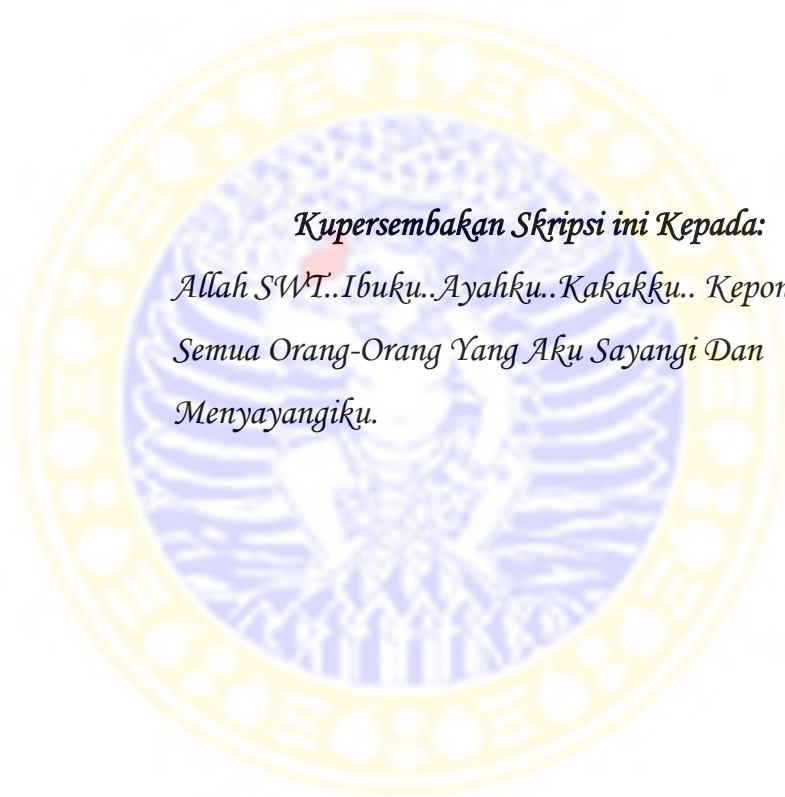 Kupersembakan Skripsi ini Kepada:
Allah SWT..Ibuku..Ayahku..Kakakku..
Semua Orang-Orang Yang Aku Sayangi Dan
Menyayangiku.